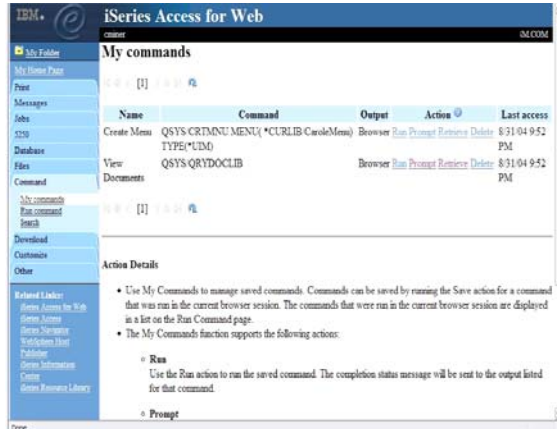 IBM.
iSeries Access for Web
cminer
My Folder
My Home Page
Print
Messages
Jobs
5250
Database
Files
Command
My commands
Run command
Search
Download
Customize
Other
Related Links:
iSeries Access for Web
iSeries Access
iSeries Navigator
WebSphere Host
Publisher
iSeries Information
Center
iSeries Resource Library
My commands
[1]
Name Command Output Action Last access
Create Menu QSYS/CRTMNU MENU( *CURLIB/CaroleMenu) Browser Run Prompt Retrieve Delete 8/31/04 9:52
TYPE(*UIM) PM
View QSYS/QRYDOCLIB Browser Run Prompt Retrieve Delete 8/31/04 9:52
Documents PM
[1]
Action Details
• Use My Commands to manage saved commands. Commands can be saved by running the Save action for a command
that was run in the current browser session. The commands that were run in the current browser session are displayed
in a list on the Run Command page.
• The My Commands function supports the following actions:
○ Run
Use the Run action to run the saved command. The completion status message will be sent to the output listed
for that command.
○ Prompt
Done